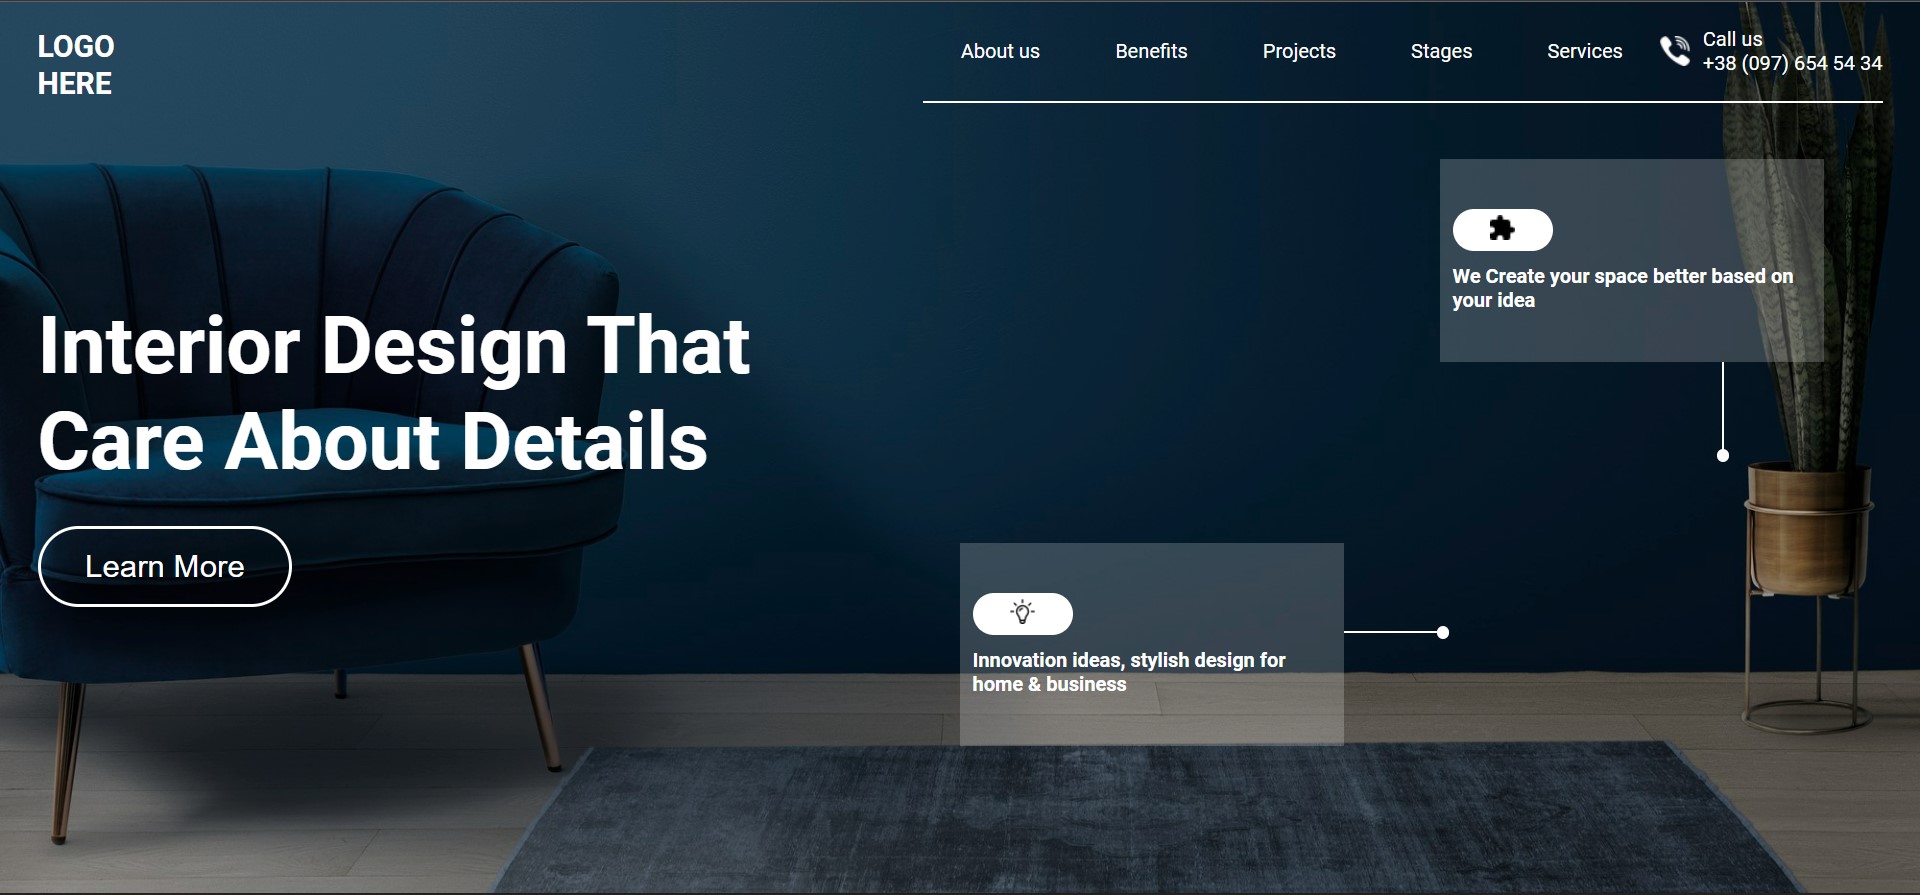 LOGO
HERE
About us
Benefits
Projects
Stages
Services
Call us
+38 (097) 654 54 34
We Create your space better based on
your idea
Interior Design That
Care About Details
Learn More
Innovation ideas, stylish design for
home & business